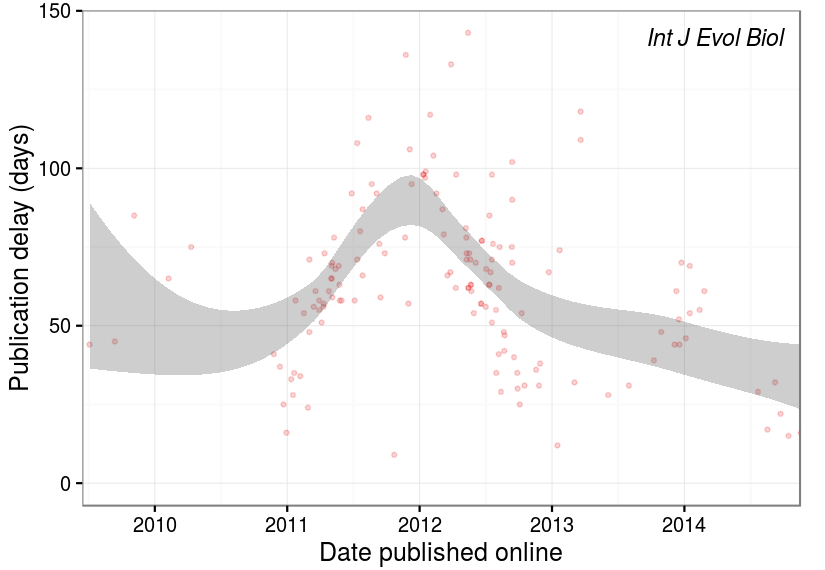 Int J Evol Biol
Publication delay (days)
150
100
50
0
2010 2011 2012 2013 2014
Date published online